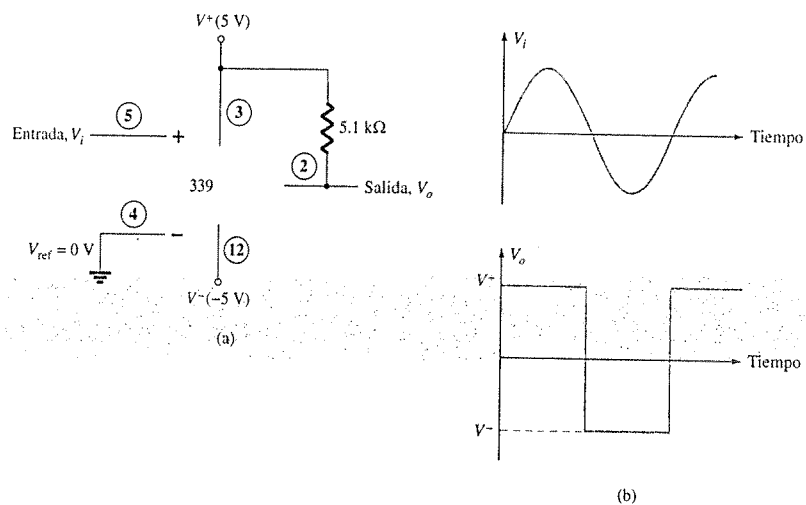 V⁺(5 V)
3
5.1 kΩ
5
Entrada, Vᵢ
+
2
339
Salida, Vₒ
4
−
V_ref = 0 V
12
V⁻(−5 V)
(a)
Vᵢ
Tiempo
Vₒ
V⁺
Tiempo
V⁻
(b)